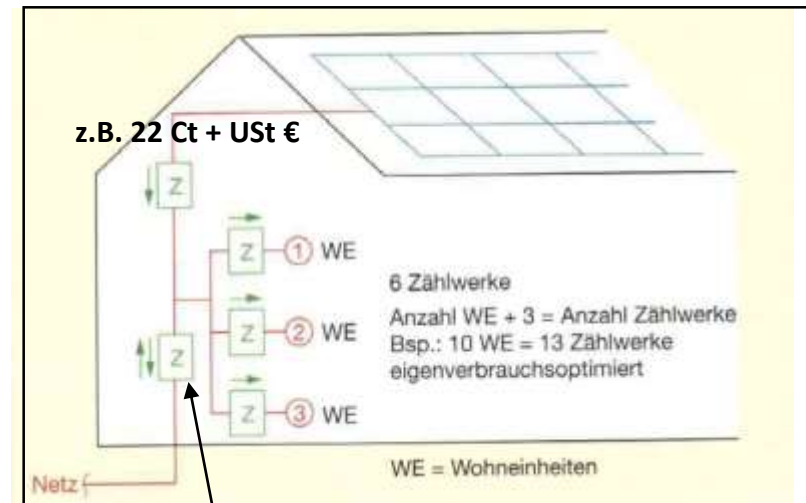 z.B. 22 Ct + USt €
Z
Z
1 WE
6 Zählwerke
Anzahl WE + 3 = Anzahl Zählwerke
Z
Z
2 WE
Bsp.: 10 WE = 13 Zählwerke
eigenverbrauchsoptimiert
Z
3 WE
WE = Wohneinheiten
Netz